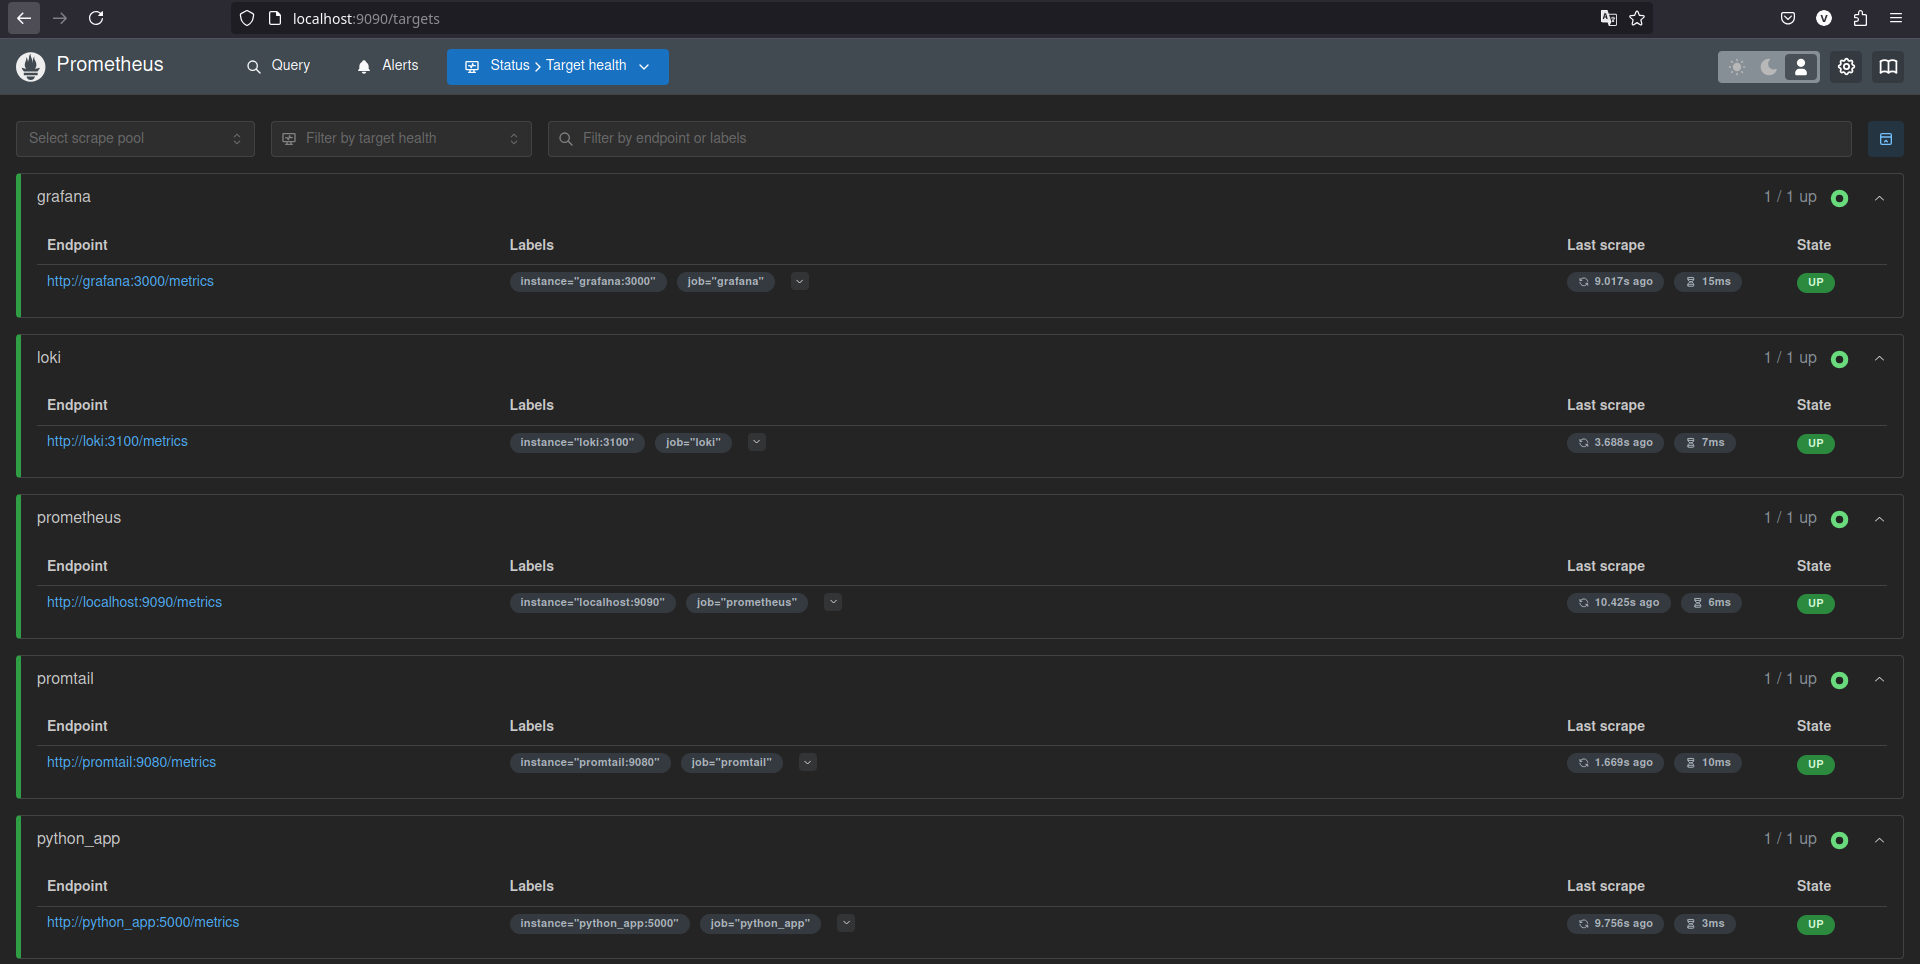 localhost:9090/targets
Prometheus Query Alerts Status > Target health
Select scrape pool Filter by target health Filter by endpoint or labels
grafana 1 / 1 up
Endpoint Labels Last scrape State
http://grafana:3000/metrics instance="grafana:3000" job="grafana" 9.017s ago 15ms UP
loki 1 / 1 up
Endpoint Labels Last scrape State
http://loki:3100/metrics instance="loki:3100" job="loki" 3.688s ago 7ms UP
prometheus 1 / 1 up
Endpoint Labels Last scrape State
http://localhost:9090/metrics instance="localhost:9090" job="prometheus" 10.425s ago 6ms UP
promtail 1 / 1 up
Endpoint Labels Last scrape State
http://promtail:9080/metrics instance="promtail:9080" job="promtail" 1.669s ago 10ms UP
python_app 1 / 1 up
Endpoint Labels Last scrape State
http://python_app:5000/metrics instance="python_app:5000" job="python_app" 9.756s ago 3ms UP